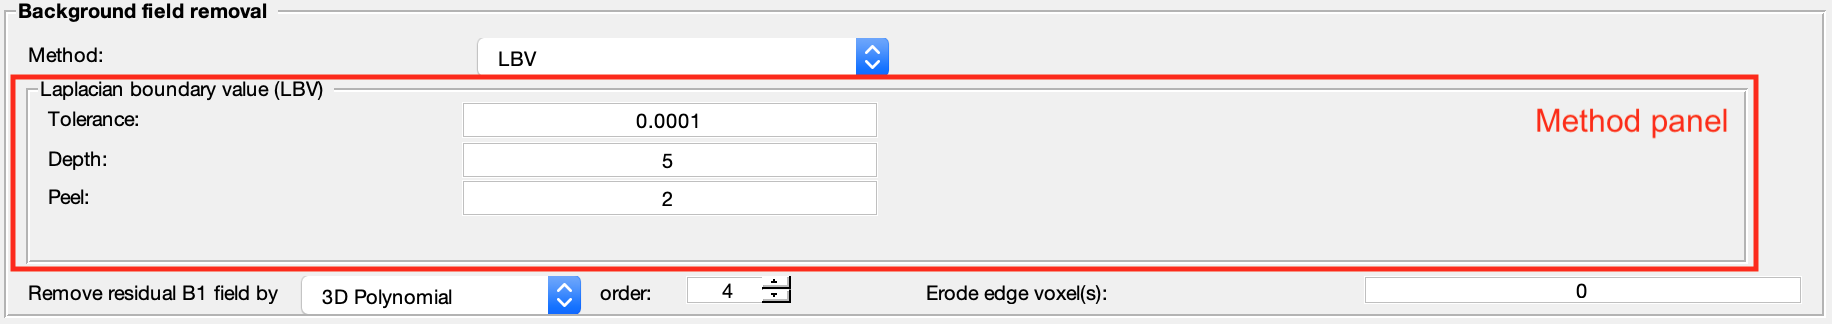 Background field removal
Method: LBV
Laplacian boundary value (LBV)
Tolerance: 0.0001 Method panel
Depth: 5
Peel: 2
Remove residual B1 field by 3D Polynomial order: 4 Erode edge voxel(s): 0